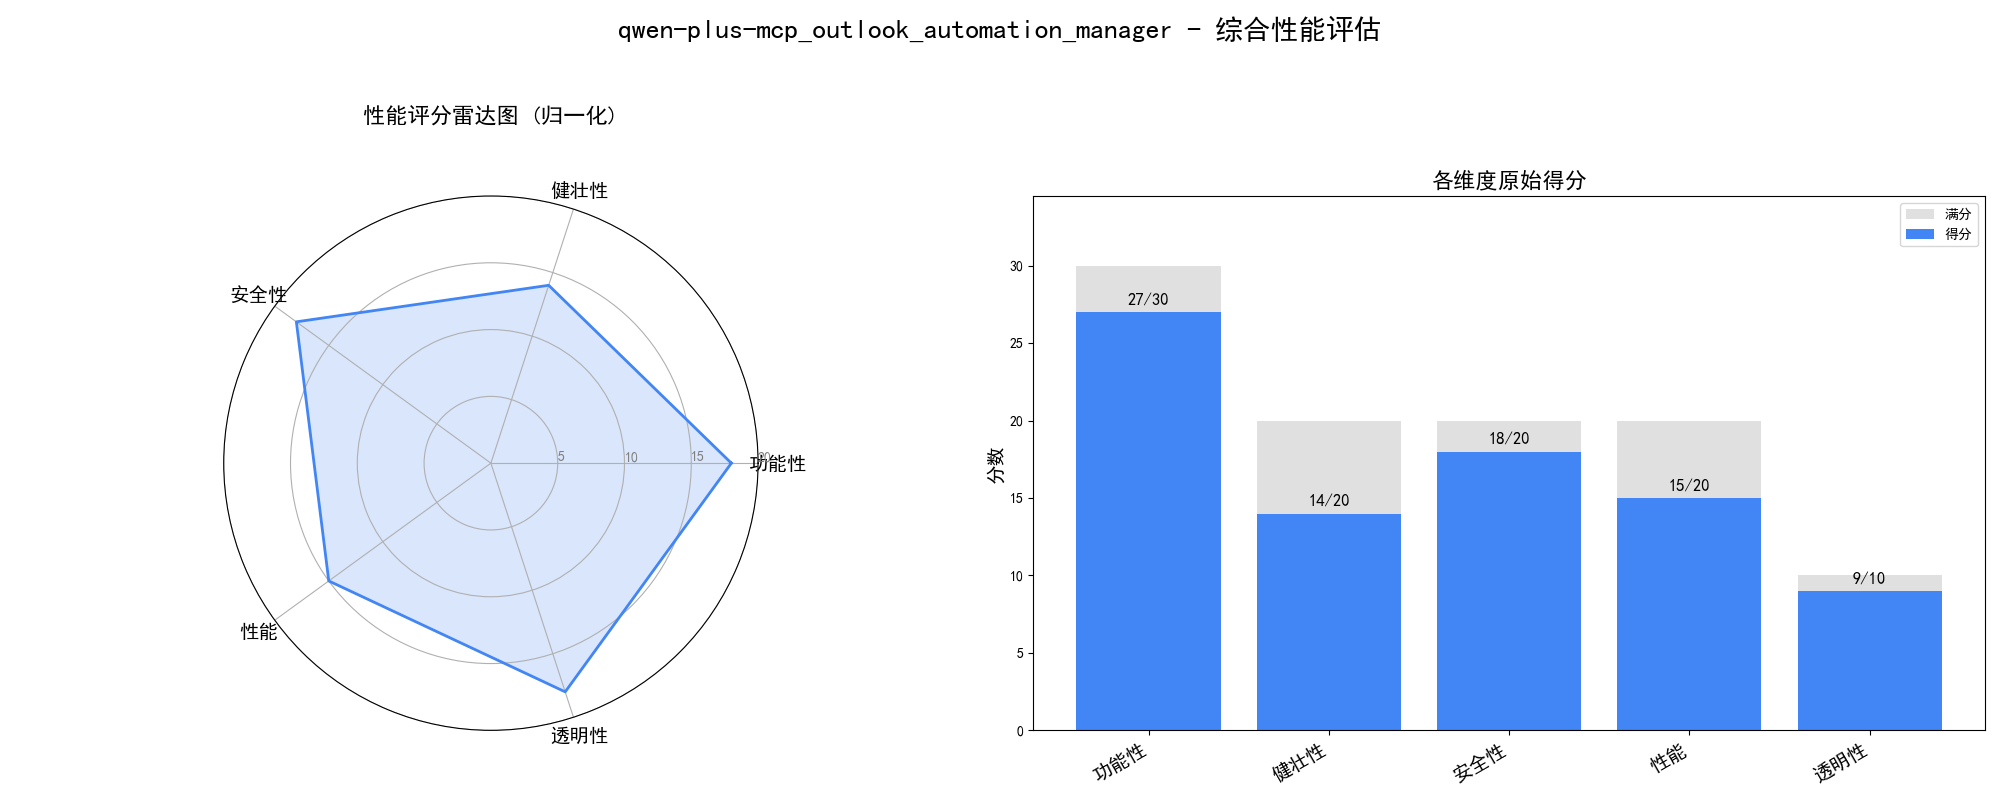 qwen-plus-mcp_outlook_automation_manager - 综合性能评估
性能评分雷达图 (归一化)
健壮性
安全性
功能性
性能
透明性
5
10
15
20
各维度原始得分
满分
得分
分数
30
25
20
15
10
5
0
27/30
14/20
18/20
15/20
9/10
功能性
健壮性
安全性
性能
透明性